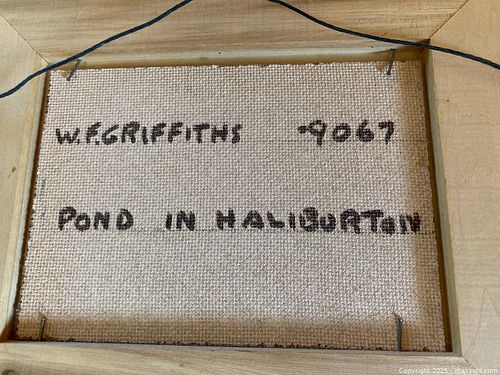 W.F.GRIFFITHS -9067
POND IN HALIBURTON
Copyright 2025 - maxsold.com